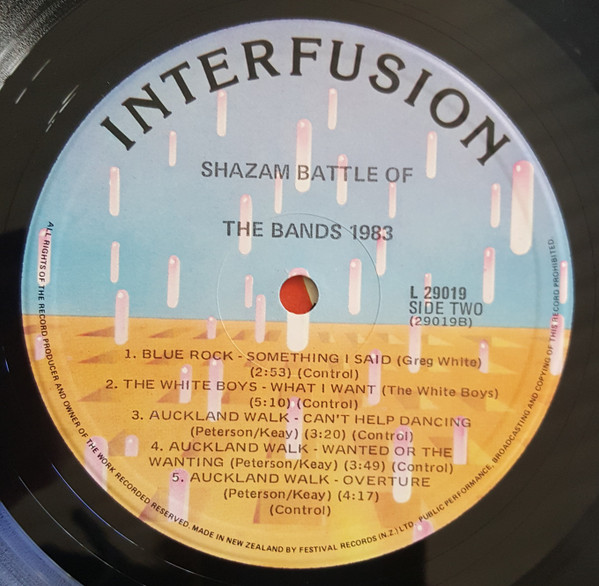 INTERFUSION
SHAZAM BATTLE OF
THE BANDS 1983
L 29019
SIDE TWO
(29019B)
1. BLUE ROCK - SOMETHING I SAID (Greg White)
(2:53) (Control)
2. THE WHITE BOYS - WHAT I WANT (The White Boys)
(5:10) (Control)
3. AUCKLAND WALK - CAN'T HELP DANCING
(Peterson/Keay) (3:20) (Control)
4. AUCKLAND WALK - WANTED OR THE
WANTING (Peterson/Keay) (3:49) (Control)
5. AUCKLAND WALK - OVERTURE
(Peterson/Keay) (4:17)
(Control)
ALL RIGHTS OF THE RECORD PRODUCER AND OWNER OF THE WORK RECORDED RESERVED. MADE IN NEW ZEALAND BY FESTIVAL RECORDS (N.Z.) LTD. PUBLIC PERFORMANCE, BROADCASTING AND COPYING OF THIS RECORD PROHIBITED.